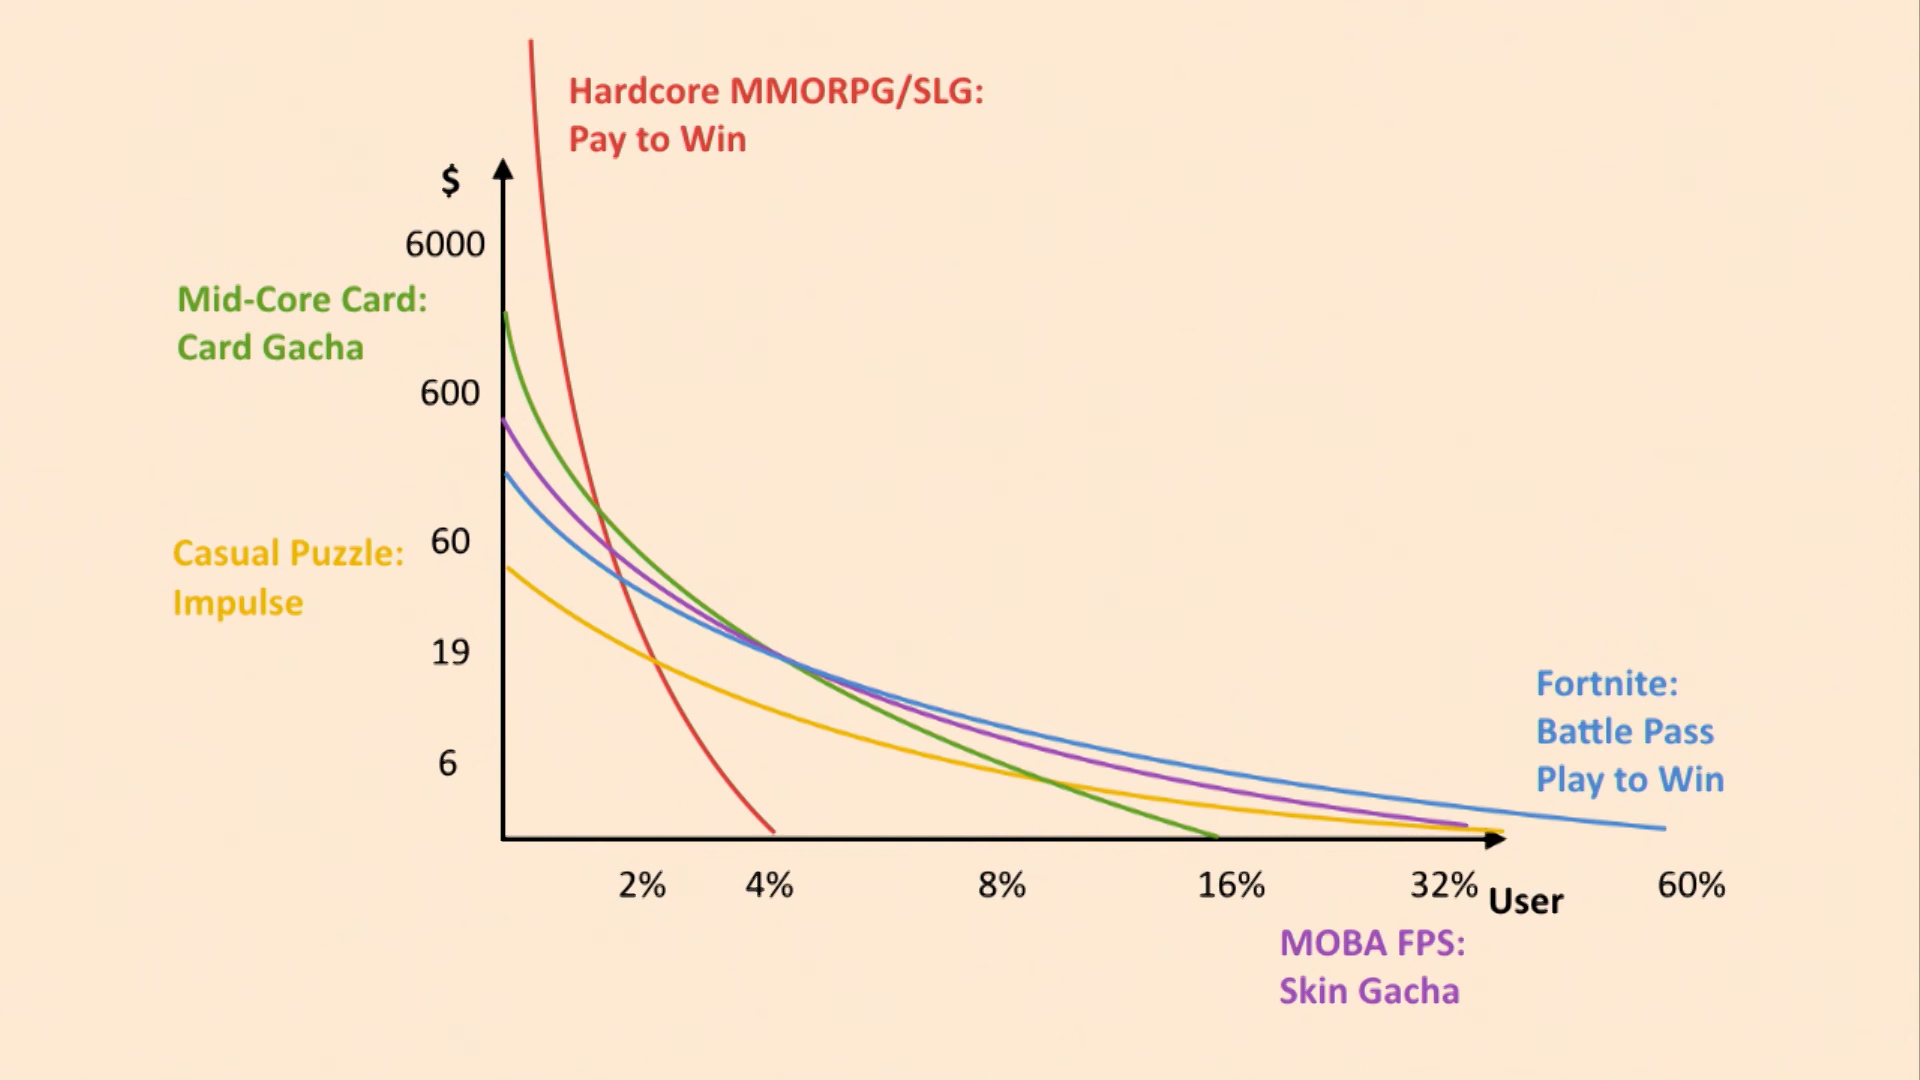 Hardcore MMORPG/SLG:
Pay to Win
$
6000
Mid-Core Card:
Card Gacha
600
60
Casual Puzzle:
Impulse
19
6
Fortnite:
Battle Pass
Play to Win
2% 4% 8% 16% 32% 60%
User
MOBA FPS:
Skin Gacha